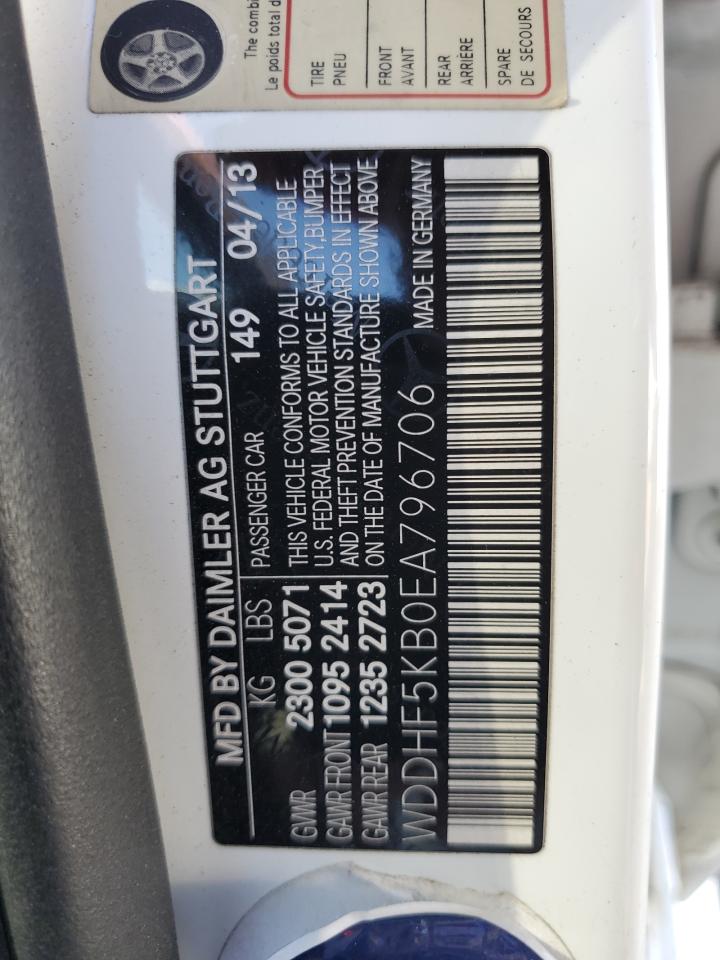 The combi
Le poids total d
TIRE
PNEU
FRONT
AVANT
REAR
ARRIÈRE
SPARE
DE SECOURS
MFD BY DAIMLER AG STUTTGART
KG LBS PASSENGER CAR 149 04/13
GVWR 2300 5071 THIS VEHICLE CONFORMS TO ALL APPLICABLE
GAWR FRONT 1095 2414 U.S. FEDERAL MOTOR VEHICLE SAFETY, BUMPER,
GAWR REAR 1235 2723 AND THEFT PREVENTION STANDARDS IN EFFECT
ON THE DATE OF MANUFACTURE SHOWN ABOVE
WDDHF5KB0EA796706 MADE IN GERMANY